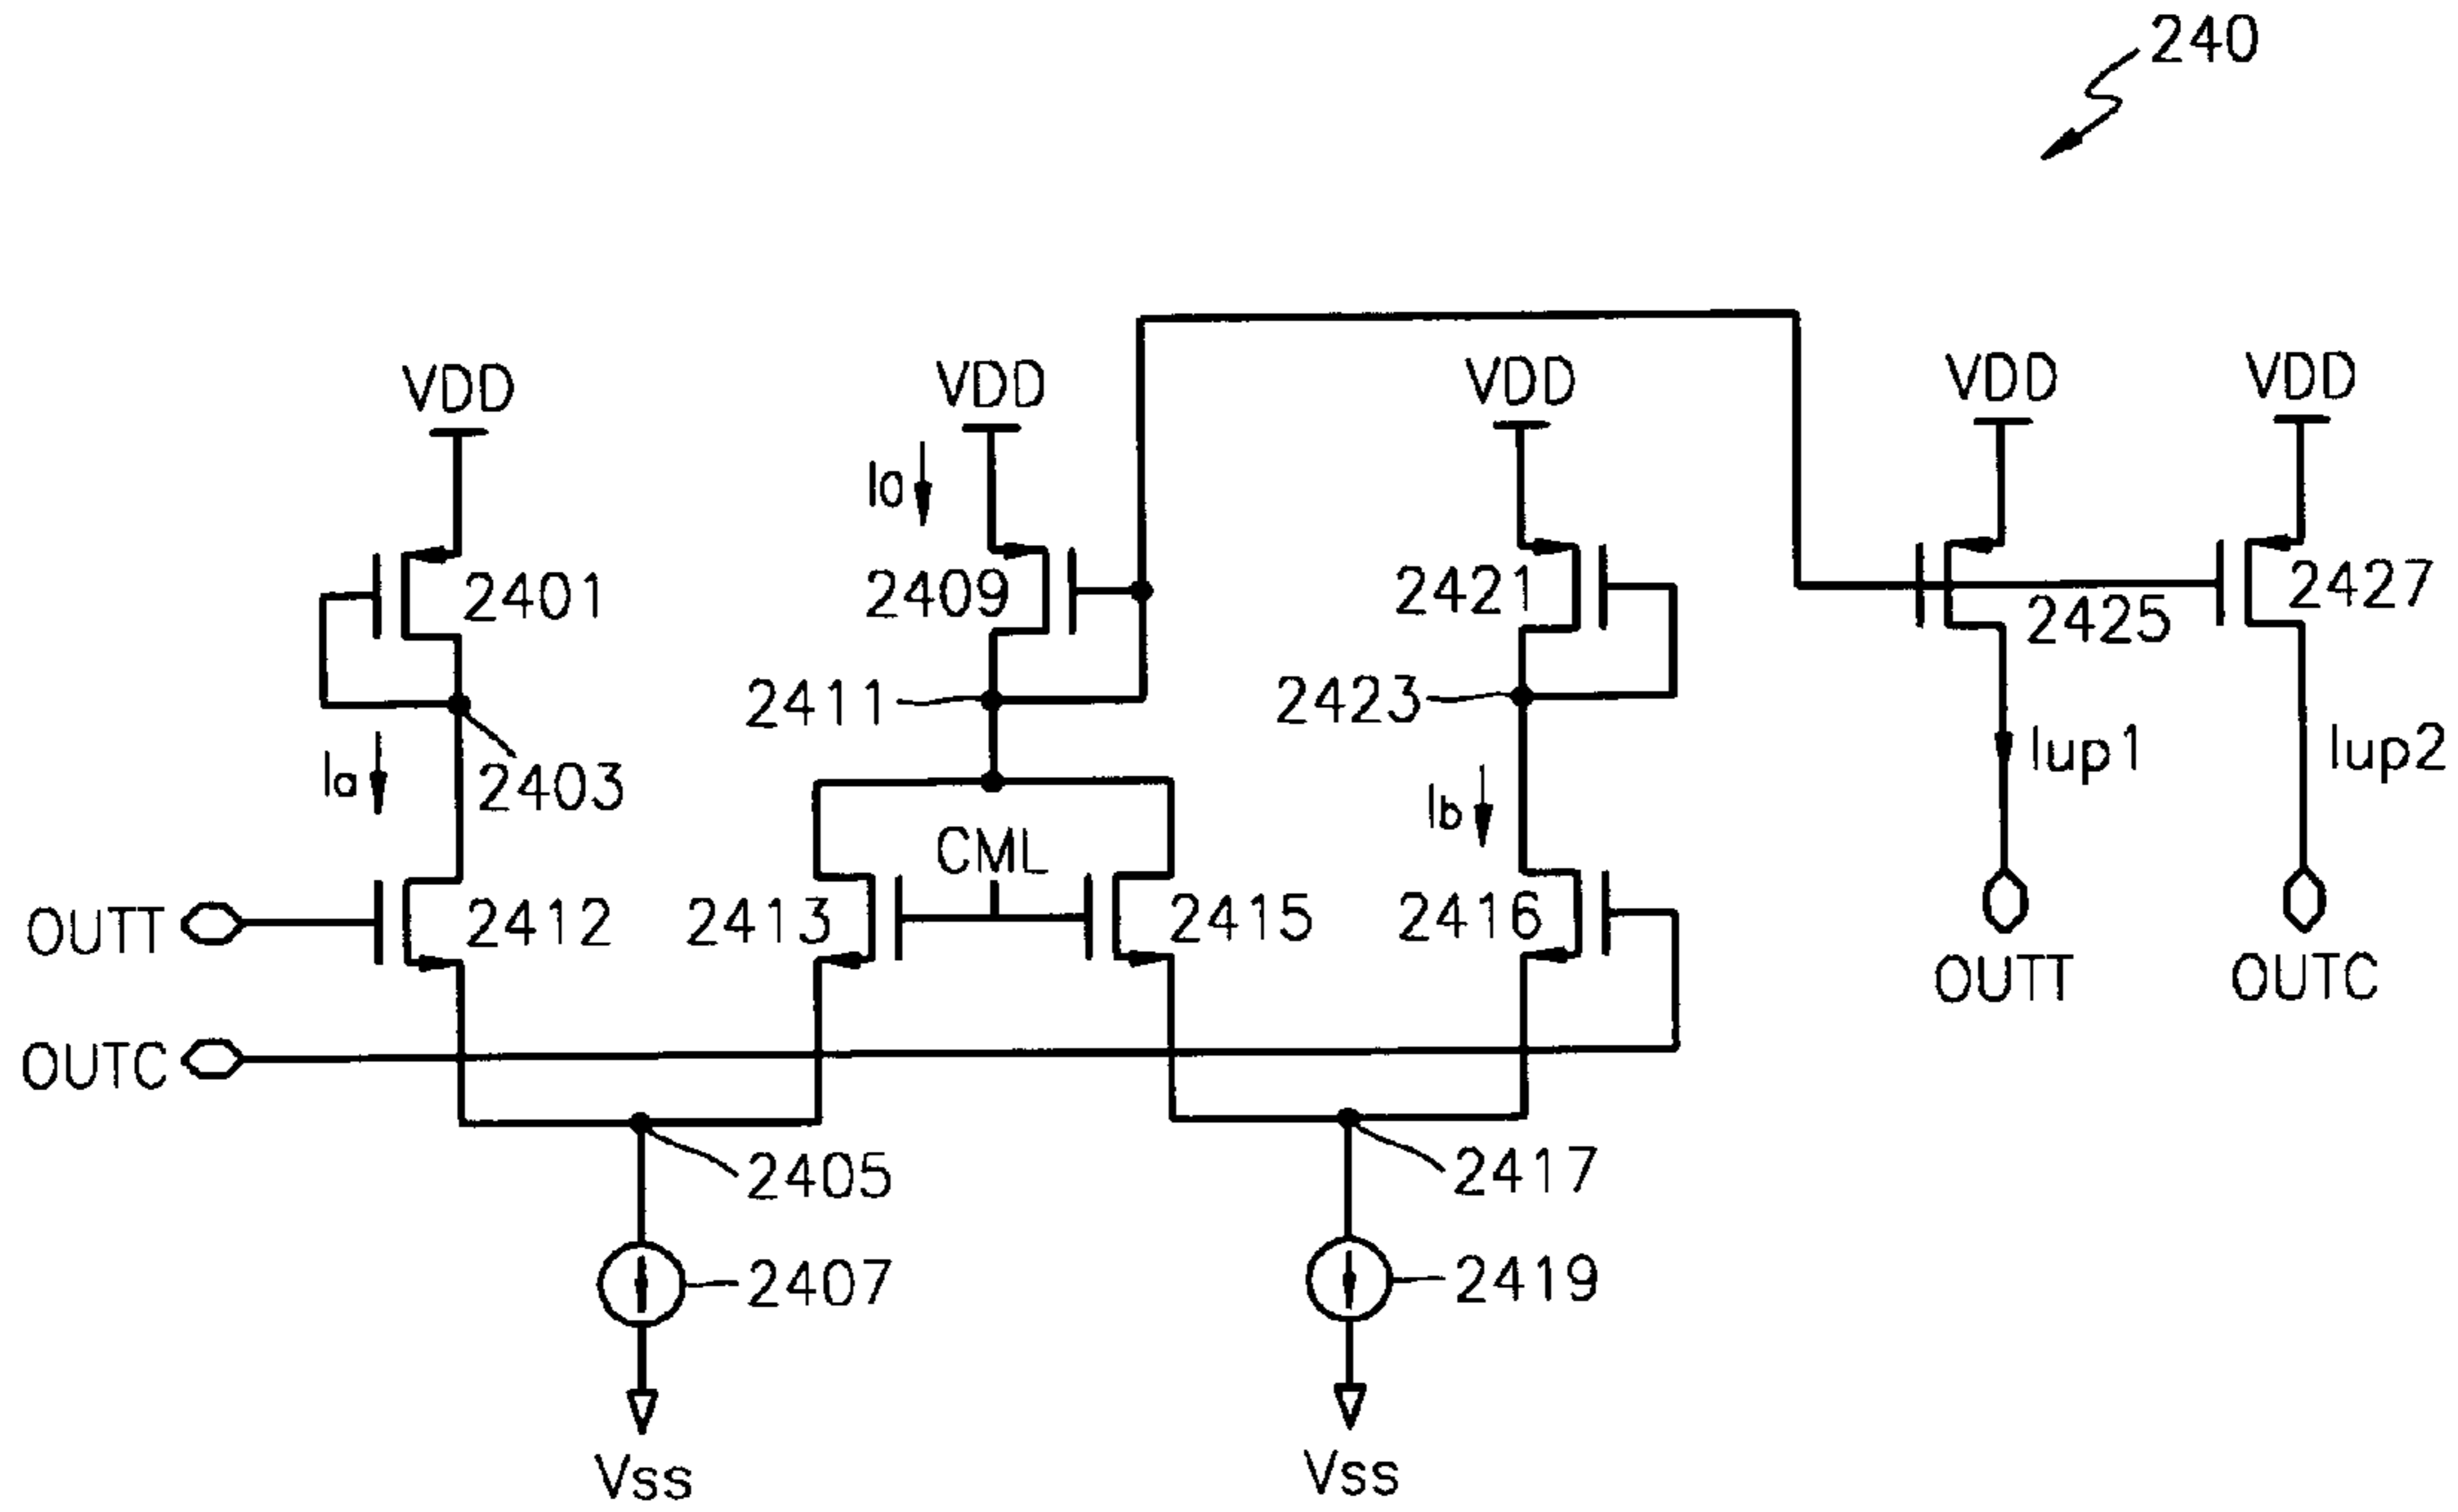 240
VDD
VDD
VDD
VDD
VDD
Io
2401
2409
2421
2425
2427
2411
2423
Ia
2403
Ib
Iup1
Iup2
CML
OUTT
2412
2413
2415
2416
OUTT
OUTC
OUTC
2405
2417
2407
2419
Vss
Vss